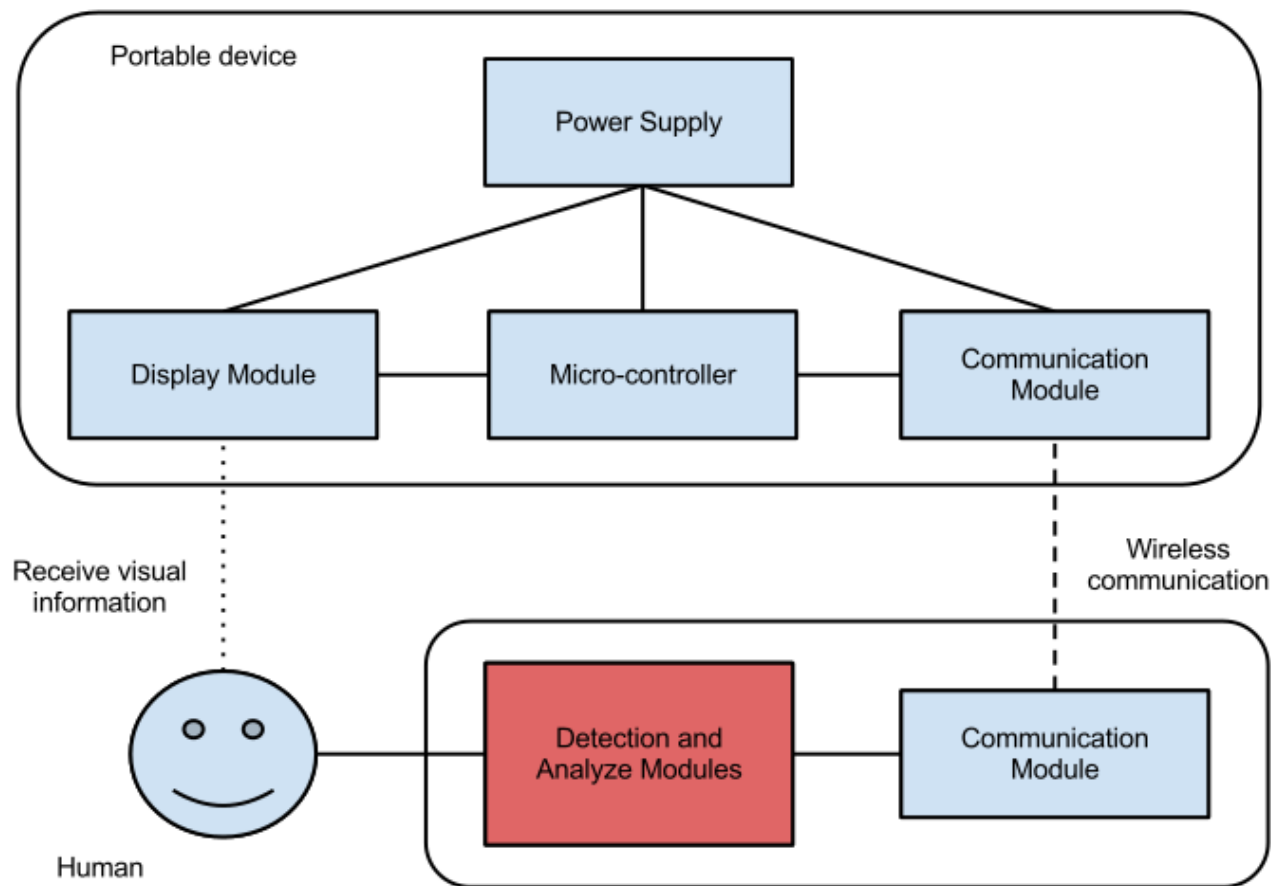 Portable device
Power Supply
Display Module
Micro-controller
Communication
Module
Receive visual
information
Wireless
communication
Detection and
Analyze Modules
Communication
Module
Human